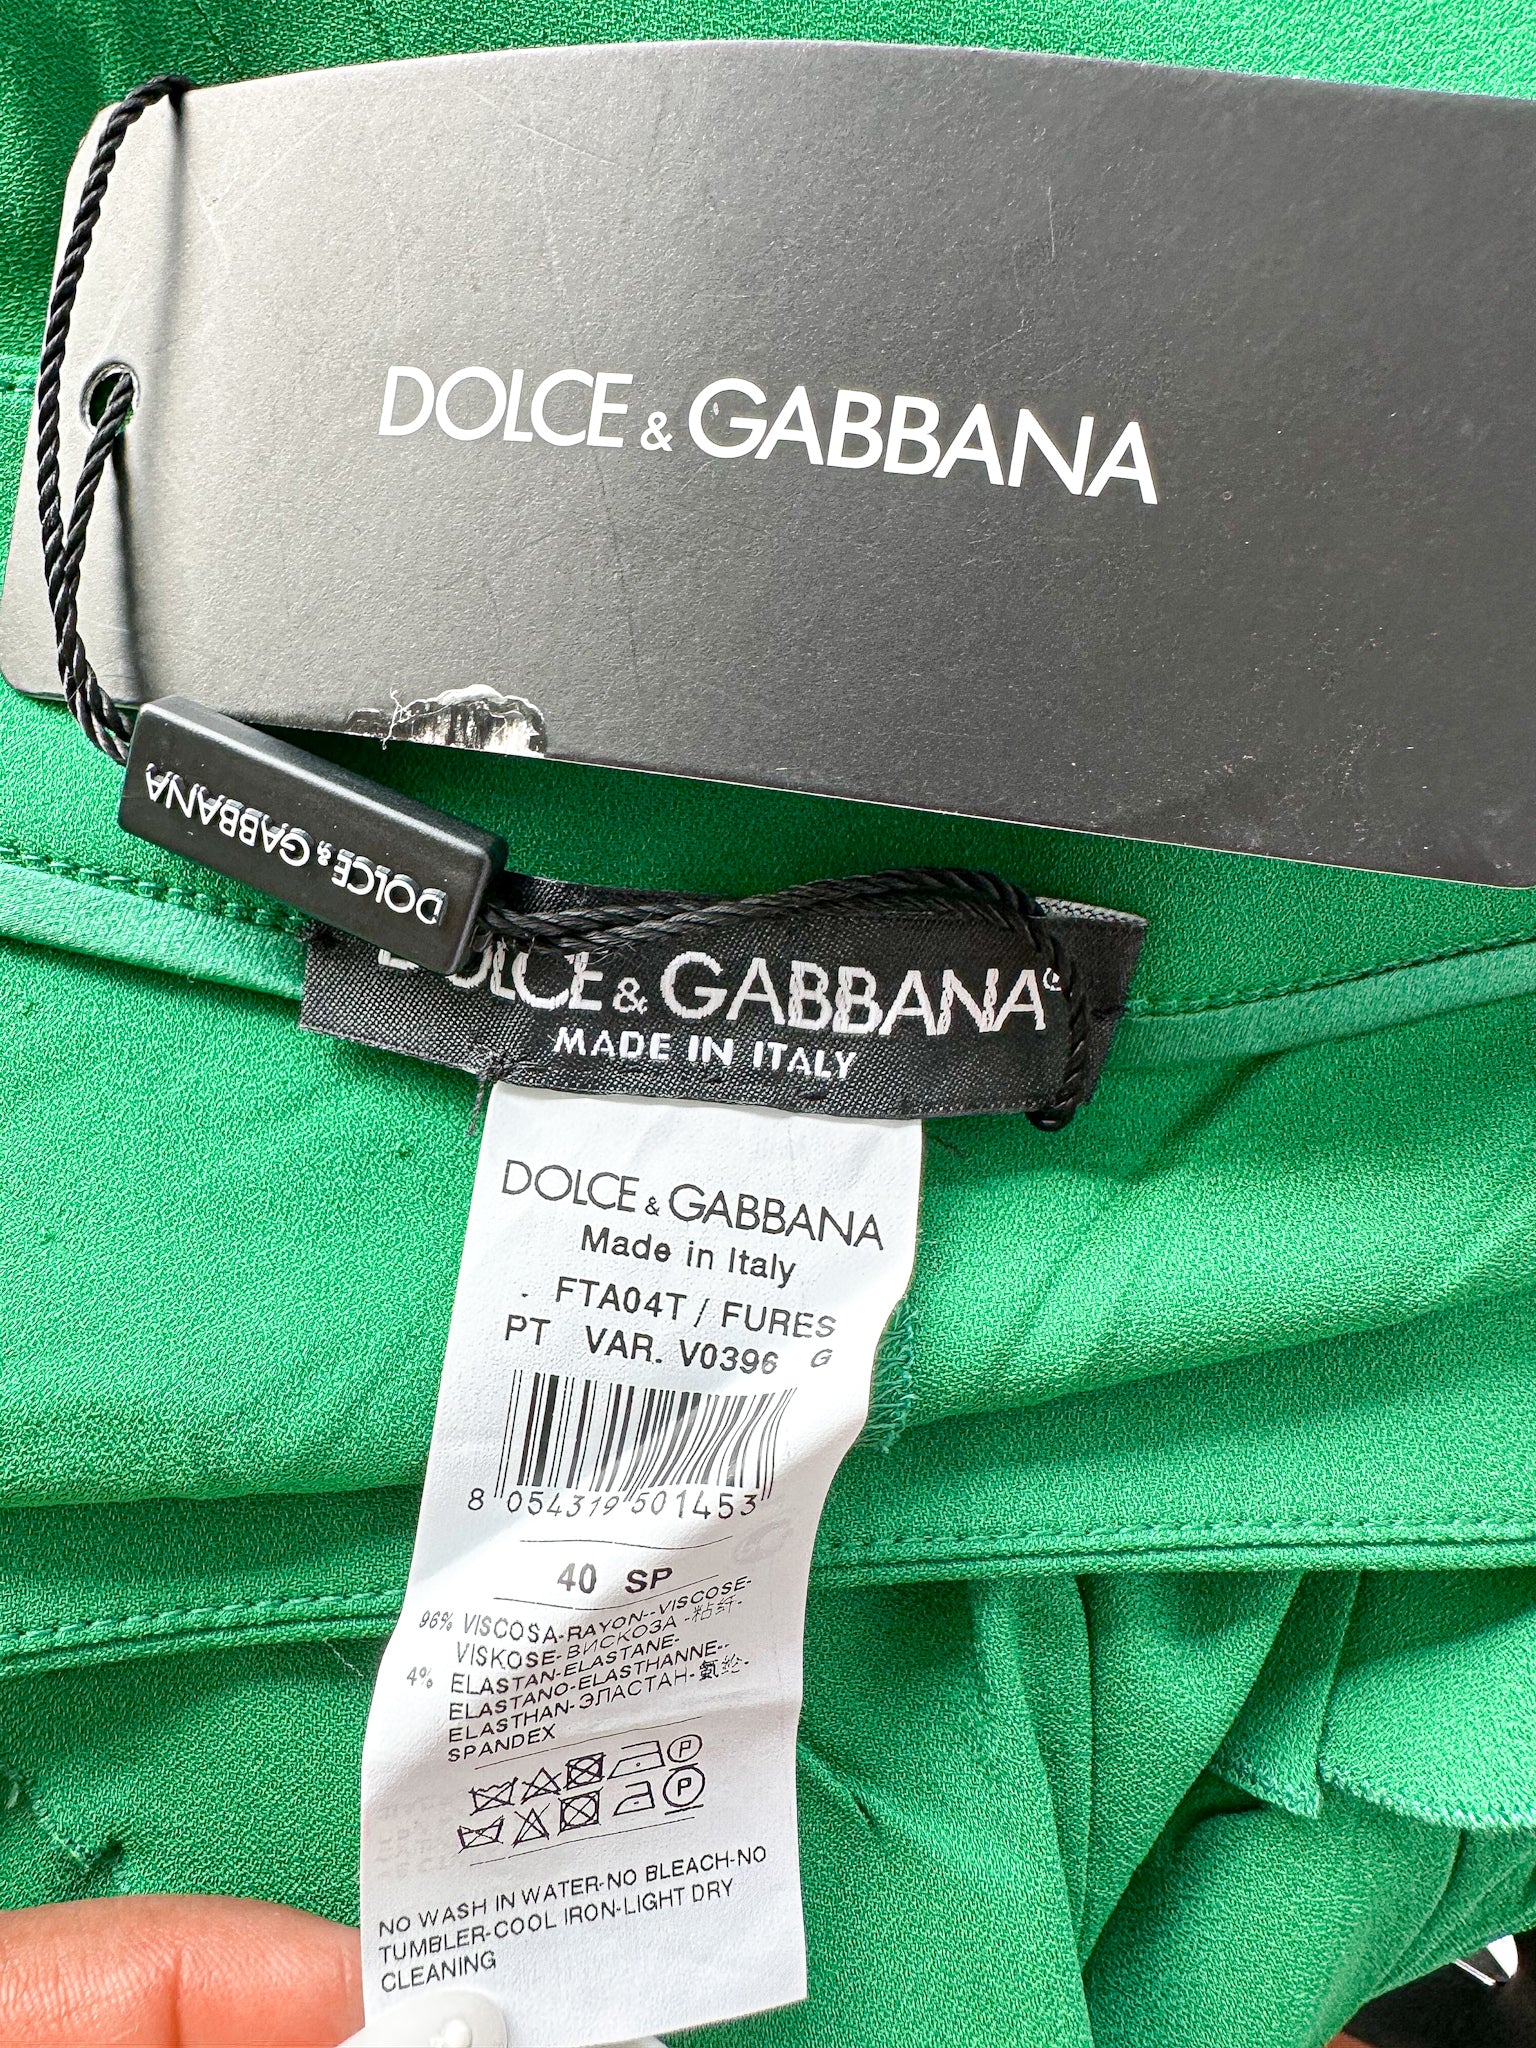 DOLCE & GABBANA
DOLCE & GABBANA
DOLCE & GABBANA
MADE IN ITALY
DOLCE & GABBANA
Made in Italy
FTA04T / FURES
PT VAR. V0396 G
8 054319 501453
40 SP
96% VISCOSA-RAYON--VISCOSE-
VISKOSE-ВИСКОЗА-粘纤-
4% ELASTAN-ELASTANE-
ELASTANO-ELASTHANNE--
ELASTHAN-ЭЛАСТАН-氨纶-
SPANDEX
P
P
NO WASH IN WATER-NO BLEACH-NO
TUMBLER-COOL IRON-LIGHT DRY
CLEANING